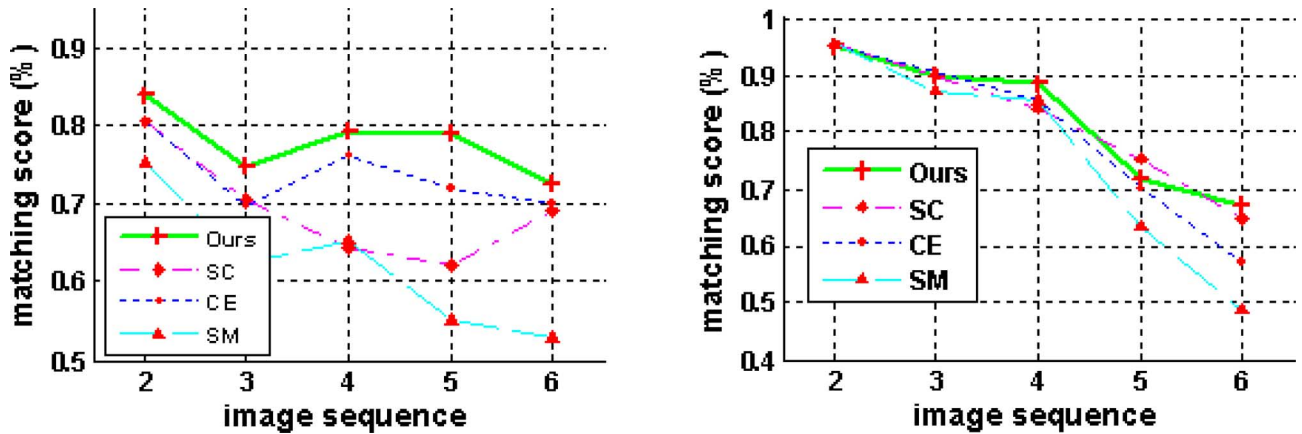 matching score (%)
0.9
0.8
0.7
0.6
0.5
Ours
SC
CE
SM
2 3 4 5 6
image sequence
matching score (%)
1
0.9
0.8
0.7
0.6
0.5
0.4
Ours
SC
CE
SM
2 3 4 5 6
image sequence